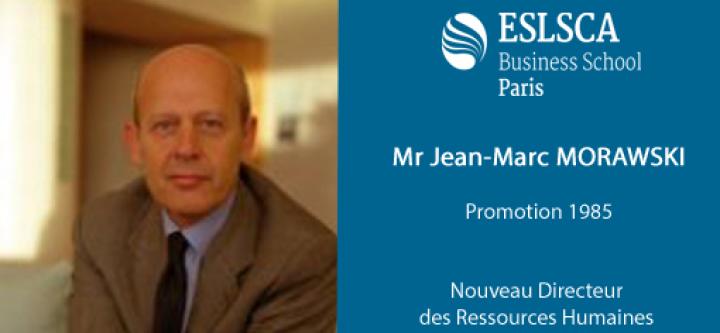 ESLSCA
Business School
Paris
Mr Jean-Marc MORAWSKI
Promotion 1985
Nouveau Directeur
des Ressources Humaines